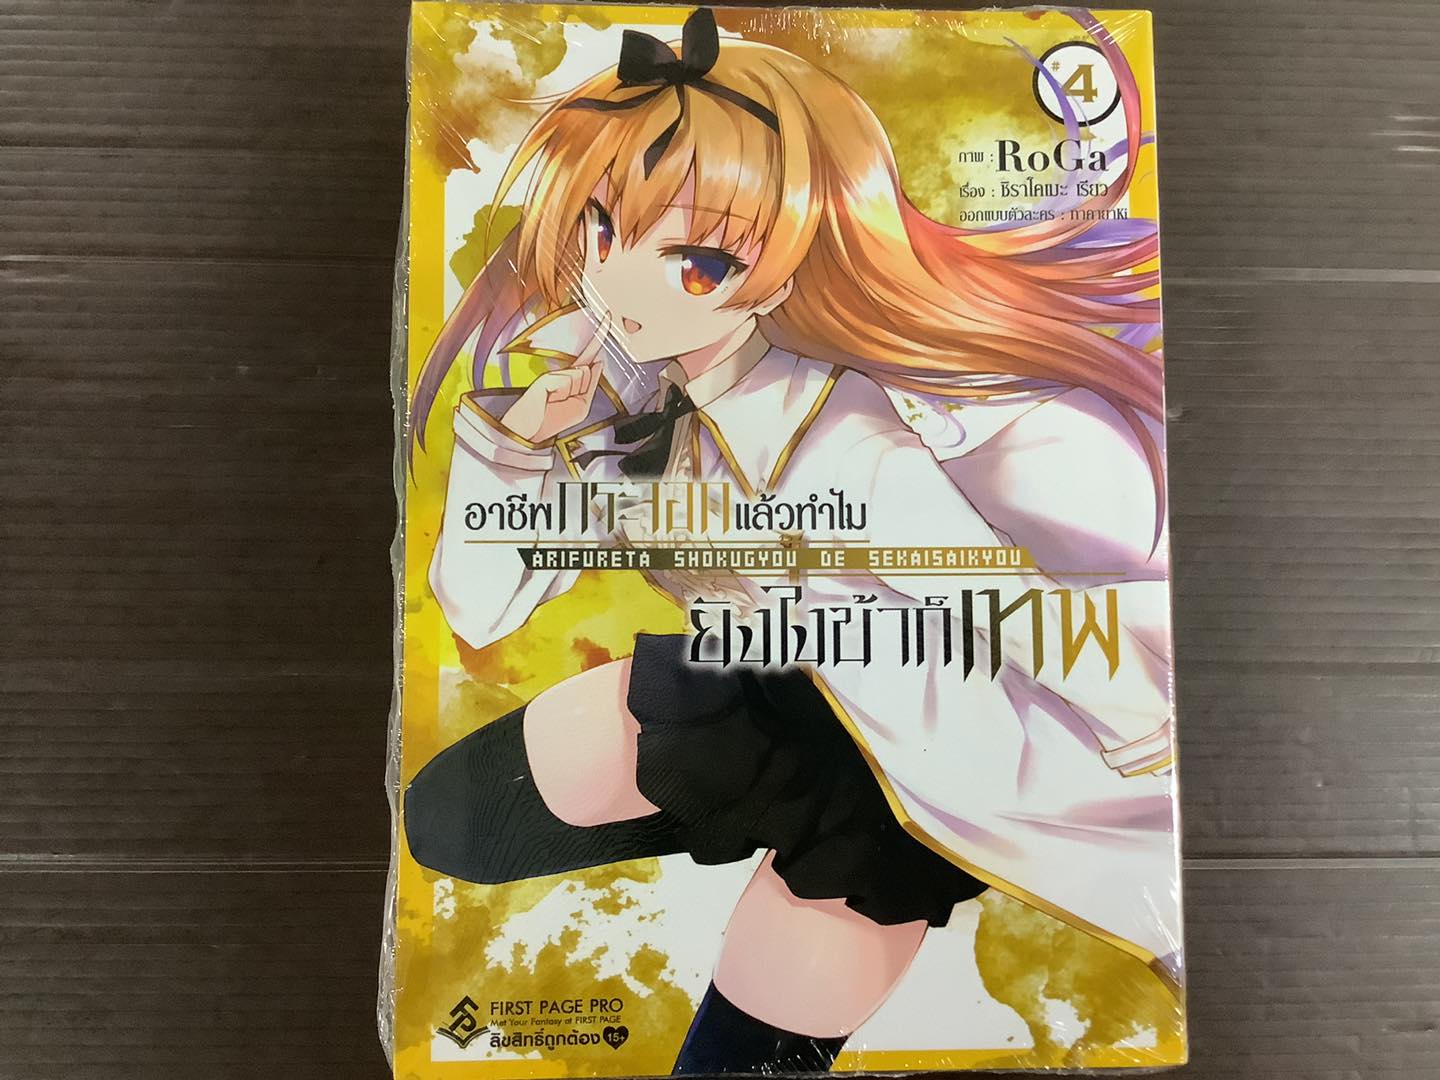 #4
ภาพ : RoGa
เรื่อง : ชิราโคเมะ เรียว
ออกแบบตัวละคร : ทาคายาKi
อาชีพกระจอกแล้วทำไม
ARIFURETA SHOKUGYOU DE SEKAISAIKYOU
ยังไงข้าก็เทพ
FIRST PAGE PRO
Met Your Fantasy at FIRST PAGE
ลิขสิทธิ์ถูกต้อง 15+